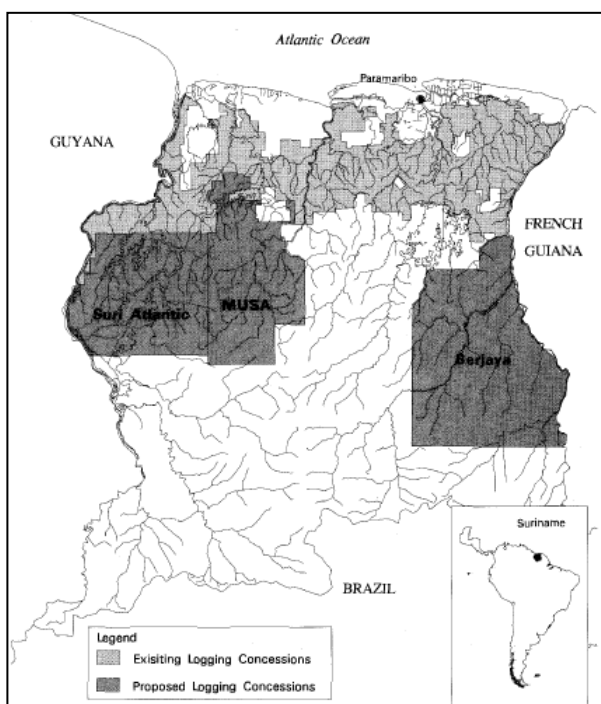 Atlantic Ocean
Paramaribo
GUYANA
FRENCH
GUIANA
Suri Atlantic
MUSA
Berjaya
Suriname
BRAZIL
Legend
Exisiting Logging Concessions
Proposed Logging Concessions